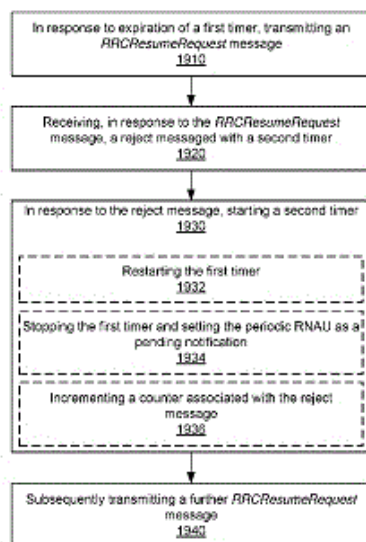 In response to expiration of a first timer, transmitting an
RRCResumeRequest message
1910
Receiving, in response to the RRCResumeRequest
message, a reject messaged with a second timer
1920
In response to the reject message, starting a second timer
1930
Restarting the first timer
1932
Stopping the first timer and setting the periodic RNAU as a
pending notification
1934
Incrementing a counter associated with the reject
message
1936
Subsequently transmitting a further RRCResumeRequest
message
1940